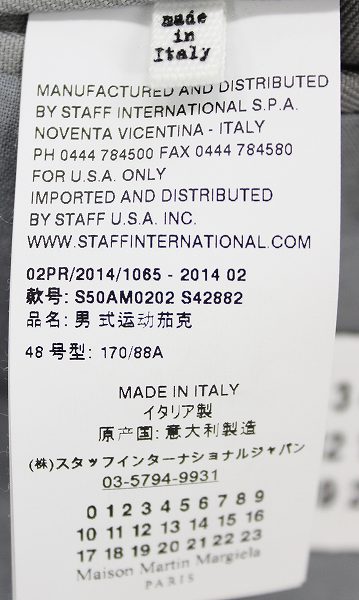 made
in
Italy
MANUFACTURED AND DISTRIBUTED
BY STAFF INTERNATIONAL S.P.A.
NOVENTA VICENTINA - ITALY
PH 0444 784500 FAX 0444 784580
FOR U.S.A. ONLY
IMPORTED AND DISTRIBUTED
BY STAFF U.S.A. INC.
WWW.STAFFINTERNATIONAL.COM
02PR/2014/1065 - 2014 02
款号: S50AM0202 S42882
品名: 男 式运动茄克
48 号型: 170/88A
MADE IN ITALY
イタリア製
原产国: 意大利製造
(株)スタッフインターナショナルジャパン
03-5794-9931
0 1 2 3 4 5 6 7 8 9
10 11 12 13 14 15 16
17 18 19 20 21 22 23
Maison Martin Margiela
PARIS